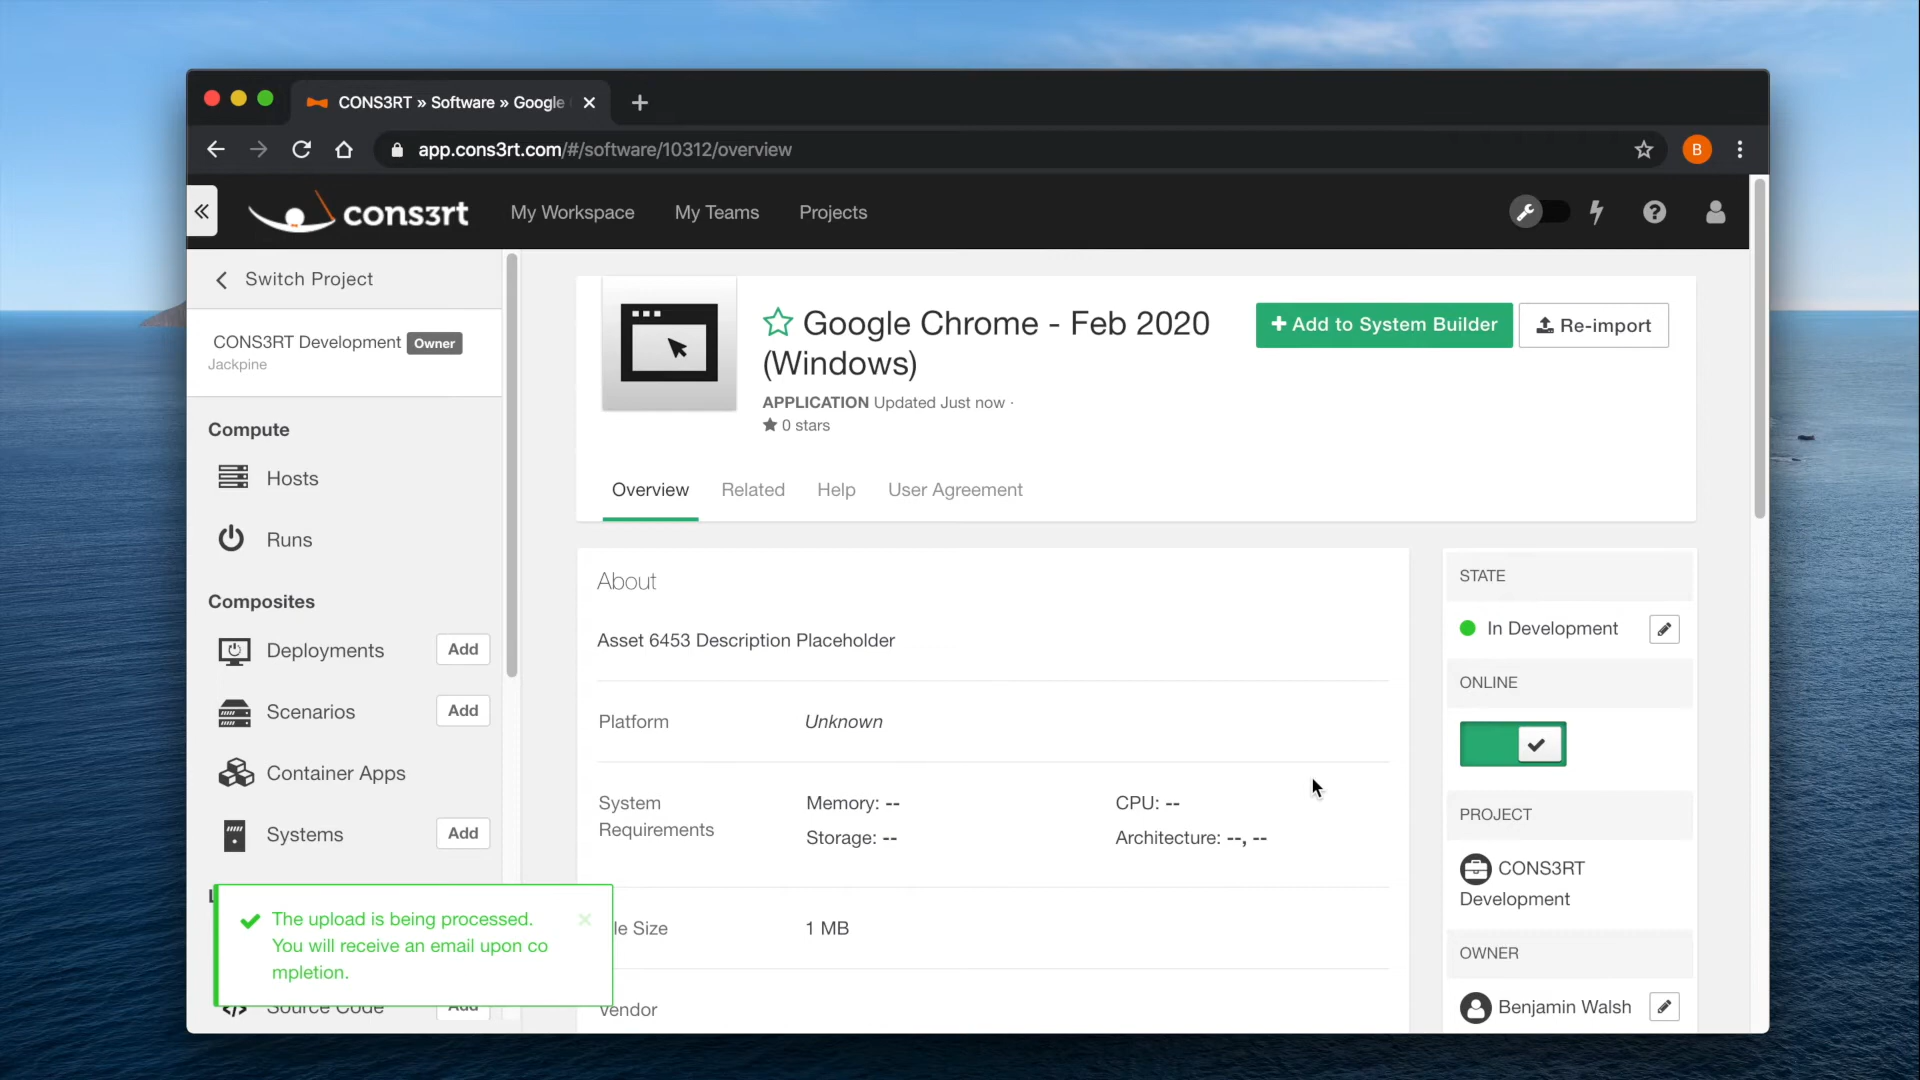 CONS3RT » Software » Google
app.cons3rt.com/#/software/10312/overview
B
cons3rt
My Workspace
My Teams
Projects
Switch Project
CONS3RT Development Owner
Jackpine
Compute
Hosts
Runs
Composites
Deployments Add
Scenarios Add
Container Apps
Systems Add
Source Code Add
The upload is being processed.
You will receive an email upon co
mpletion.
Google Chrome - Feb 2020
(Windows)
APPLICATION Updated Just now ·
0 stars
+ Add to System Builder
Re-import
Overview Related Help User Agreement
About
Asset 6453 Description Placeholder
Platform Unknown
System
Requirements
Memory: -- CPU: --
Storage: -- Architecture: --, --
le Size 1 MB
Vendor
STATE
In Development
ONLINE
PROJECT
CONS3RT
Development
OWNER
Benjamin Walsh